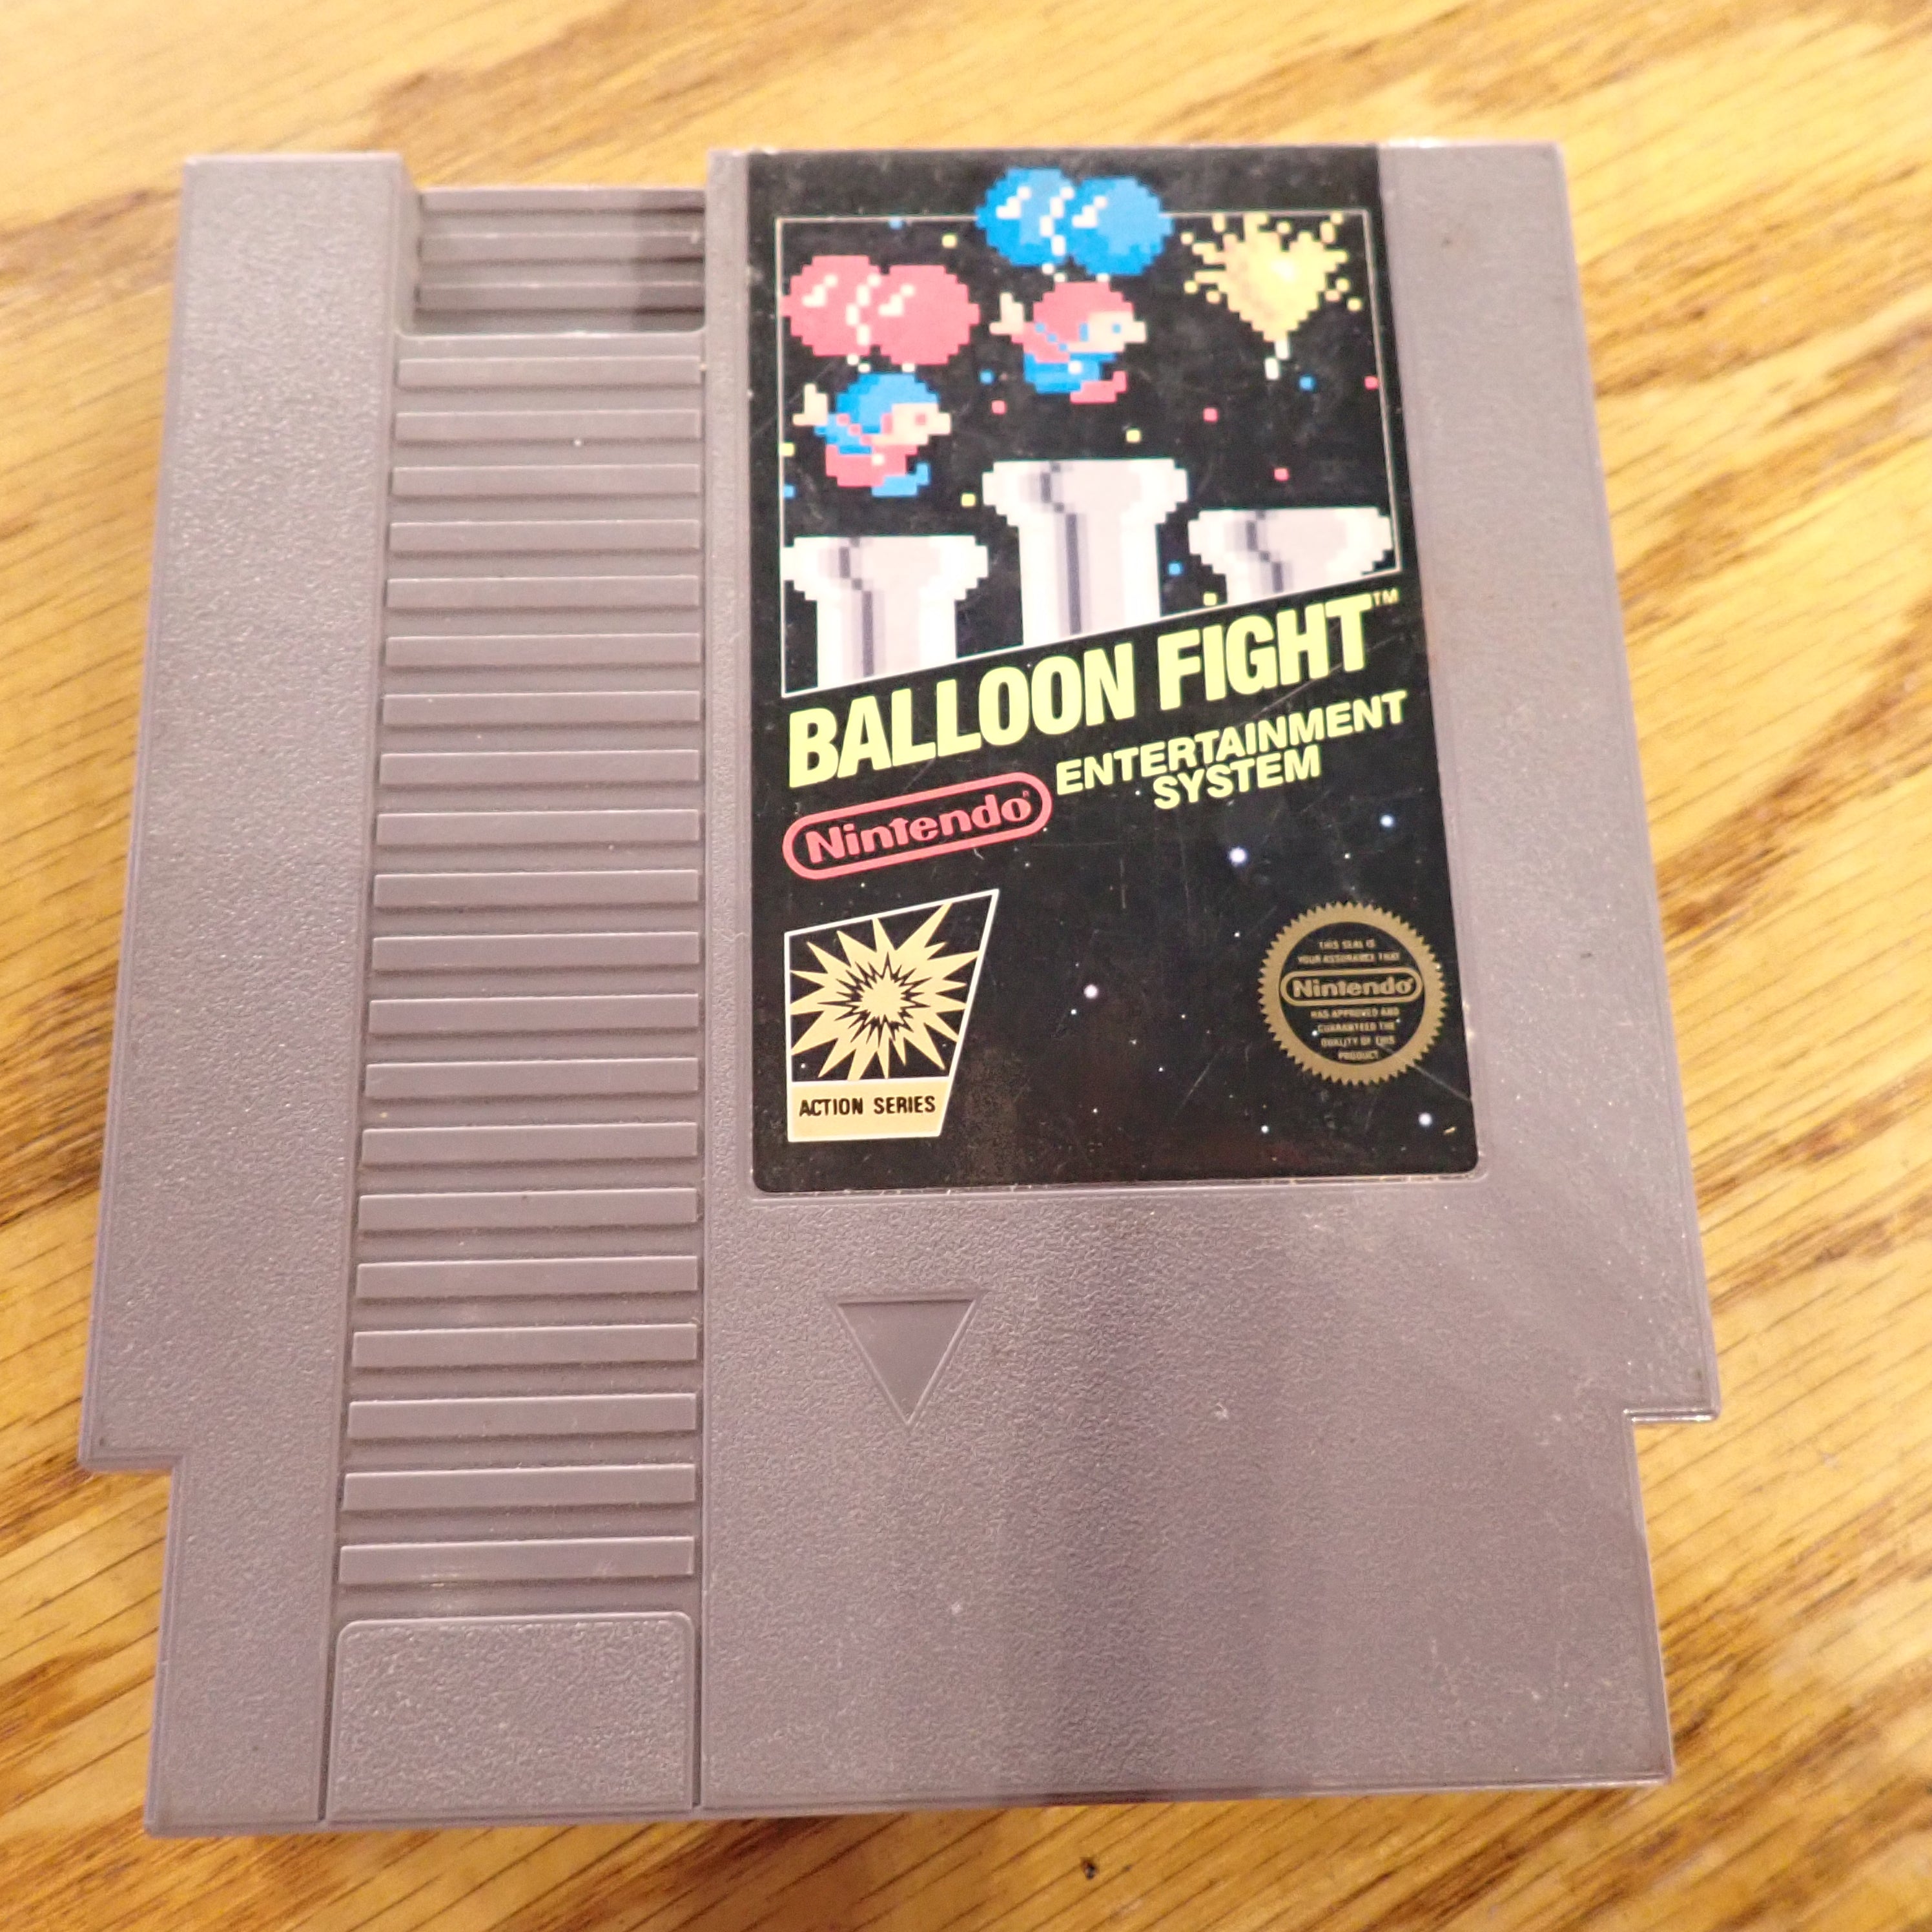 BALLOON FIGHT™
ENTERTAINMENT
SYSTEM
Nintendo®
ACTION SERIES
THIS SEAL IS
YOUR ASSURANCE THAT
Nintendo®
HAS APPROVED AND
GUARANTEED THE
QUALITY OF THIS
PRODUCT.